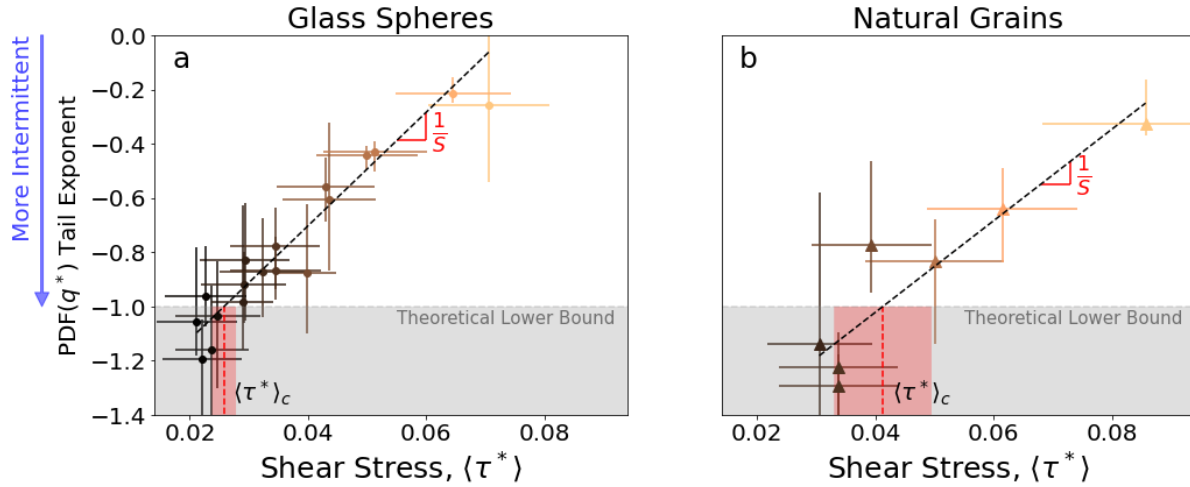 Glass Spheres
Natural Grains
More Intermittent
PDF(q*) Tail Exponent
0.0
−0.2
−0.4
−0.6
−0.8
−1.0
−1.2
−1.4
a
1/S
Theoretical Lower Bound
⟨τ*⟩c
0.02 0.04 0.06 0.08
Shear Stress, ⟨τ*⟩
b
1/S
Theoretical Lower Bound
⟨τ*⟩c
0.02 0.04 0.06 0.08
Shear Stress, ⟨τ*⟩